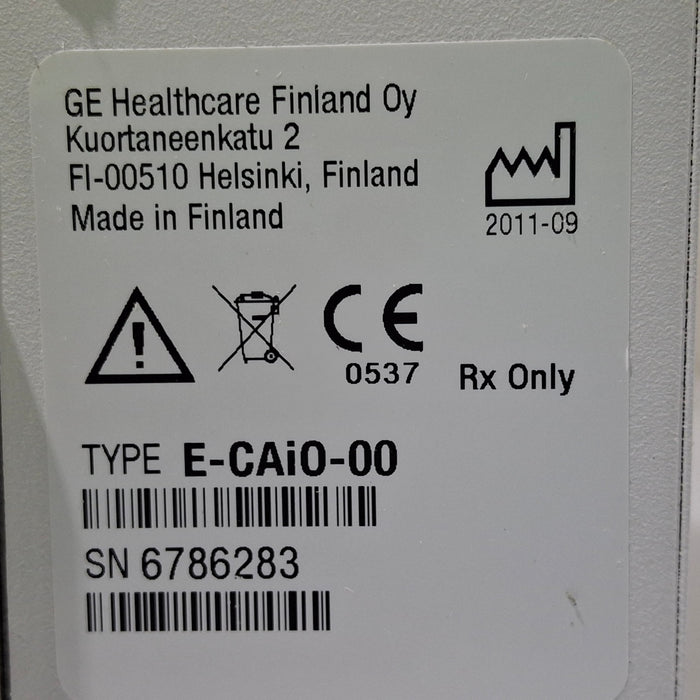 GE Healthcare Finland Oy
Kuortaneenkatu 2
FI-00510 Helsinki, Finland
Made in Finland
2011-09
CE
0537
Rx Only
TYPE E-CAiO-00
SN 6786283